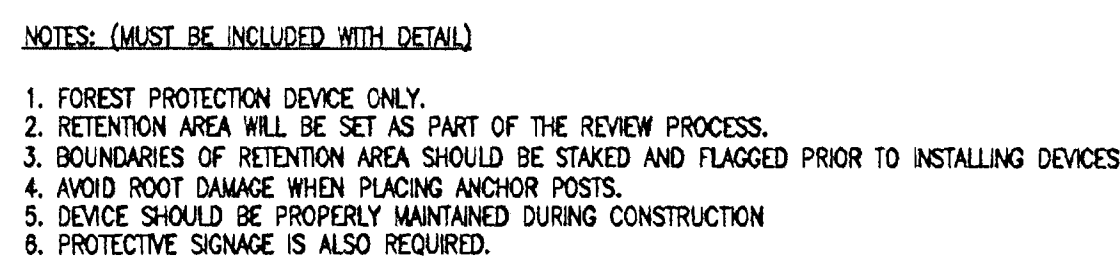 NOTES: (MUST BE INCLUDED WITH DETAIL)
1. FOREST PROTECTION DEVICE ONLY.
2. RETENTION AREA WILL BE SET AS PART OF THE REVIEW PROCESS.
3. BOUNDARIES OF RETENTION AREA SHOULD BE STAKED AND FLAGGED PRIOR TO INSTALLING DEVICES
4. AVOID ROOT DAMAGE WHEN PLACING ANCHOR POSTS.
5. DEVICE SHOULD BE PROPERLY MAINTAINED DURING CONSTRUCTION
6. PROTECTIVE SIGNAGE IS ALSO REQUIRED.